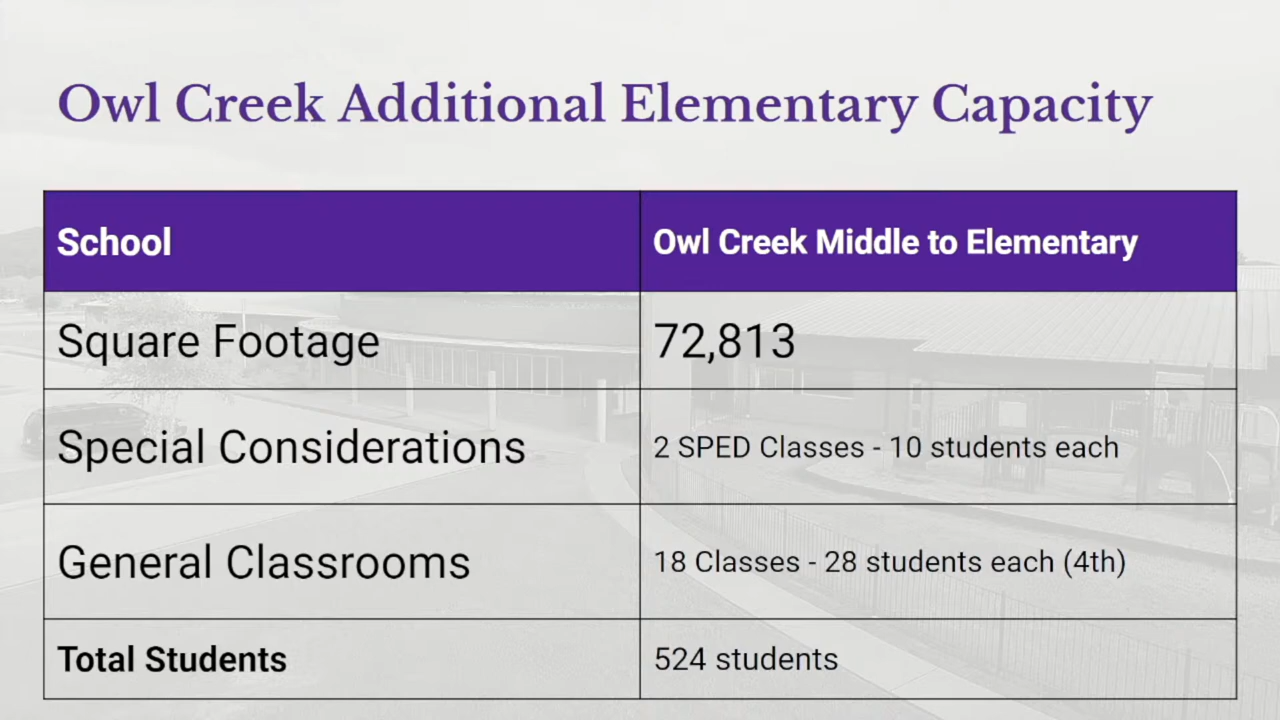 Owl Creek Additional Elementary Capacity
School
Owl Creek Middle to Elementary
Square Footage
72,813
Special Considerations
2 SPED Classes - 10 students each
General Classrooms
18 Classes - 28 students each (4th)
Total Students
524 students